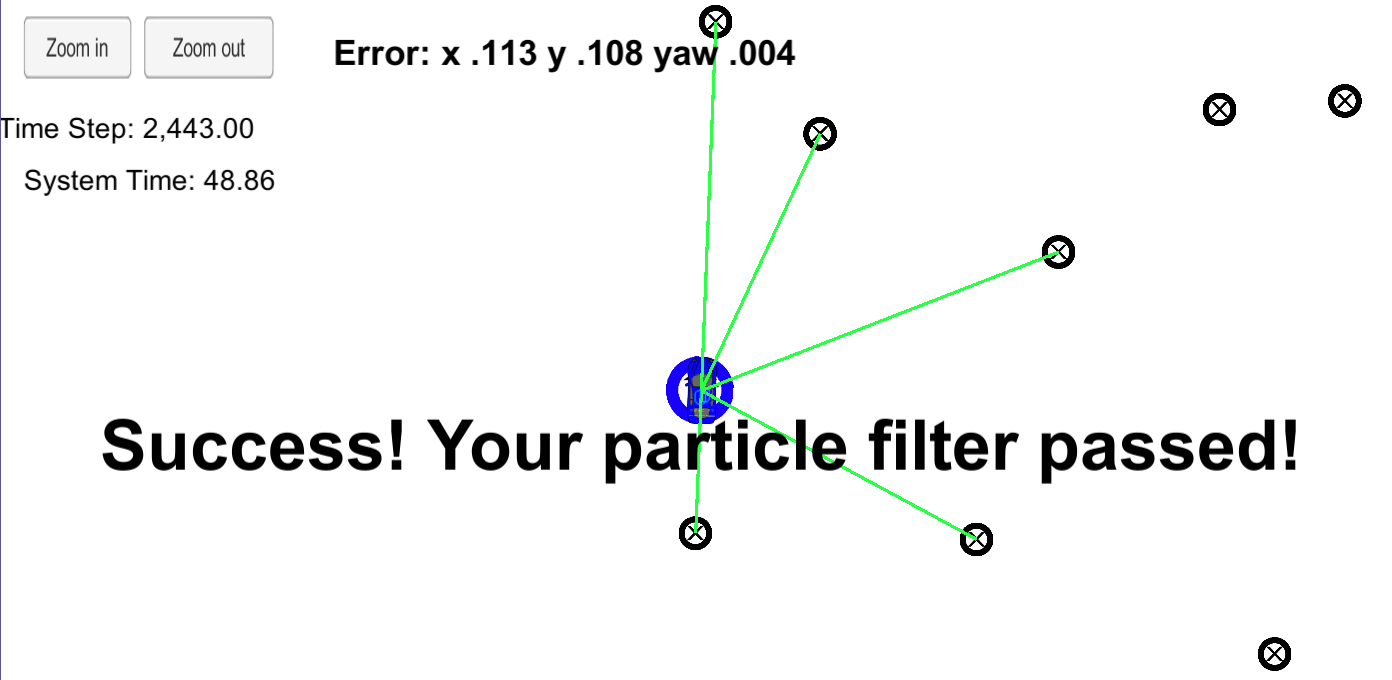 Zoom in Zoom out
Error: x .113 y .108 yaw .004
Time Step: 2,443.00
System Time: 48.86
Success! Your particle filter passed!